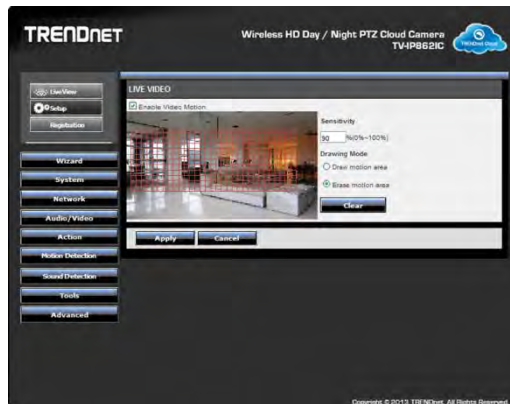 TRENDNET
Wireless HD Day / Night PTZ Cloud Camera
TV-IP862IC
TRENDnet Cloud
LiveView
Setup
Registration
Wizard
System
Network
Audio/Video
Action
Motion Detection
Sound Detection
Tools
Advanced
LIVE VIDEO
Enable Video Motion
Sensitivity
90 %(0%~100%)
Drawing Mode
Draw motion area
Erase motion area
Clear
Apply
Cancel
Copyright © 2013 TRENDnet. All Rights Reserved.